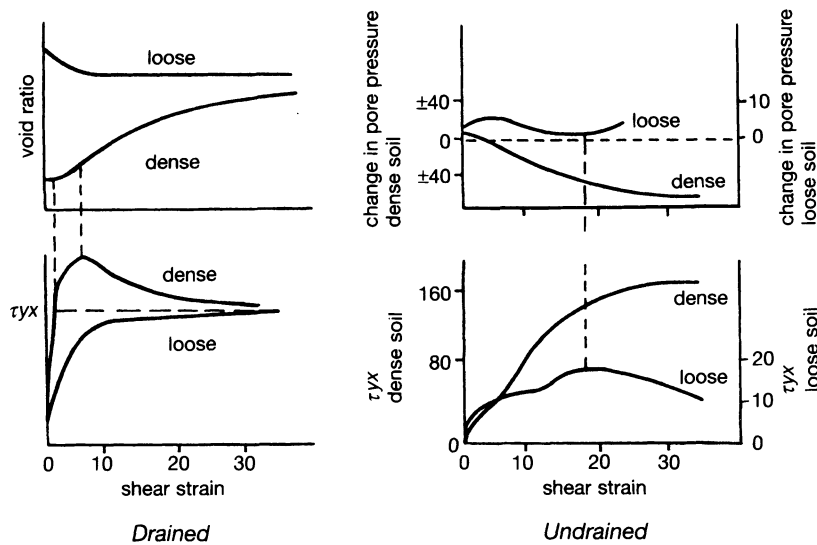 void ratio
loose
dense
τyx
dense
loose
0 10 20 30
shear strain
Drained
change in pore pressure
dense soil
±40
0
±40
loose
dense
10
0
change in pore pressure
loose soil
τyx
dense soil
160
80
0
dense
loose
20
10
0
τyx
loose soil
0 10 20 30
shear strain
Undrained